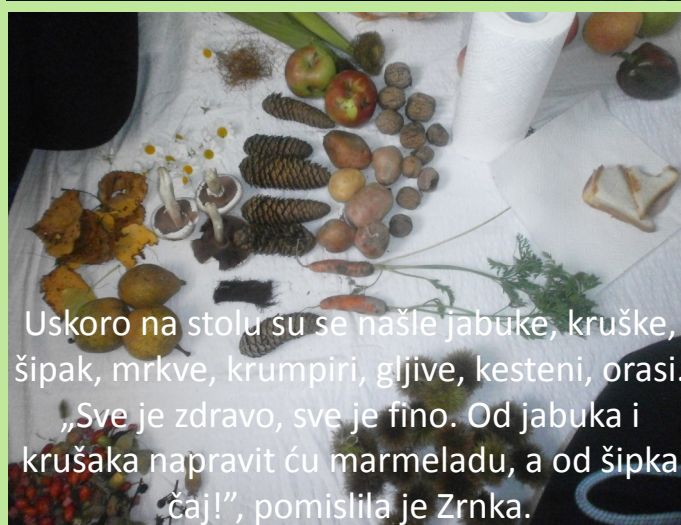 Uskoro na stolu su se našle jabuke, kruške,
šipak, mrkve, krumpiri, gljive, kesteni, orasi.
„Sve je zdravo, sve je fino. Od jabuka i
krušaka napravit ću marmeladu, a od šipka
čaj!”, pomislila je Zrnka.